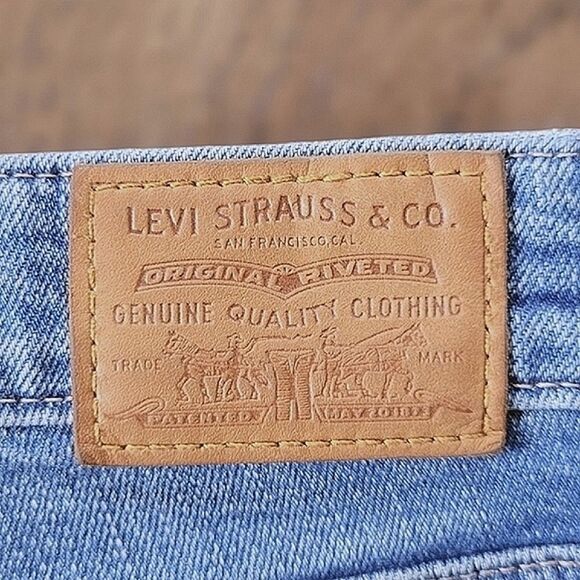 LEVI STRAUSS & CO.
SAN FRANCISCO, CAL.
ORIGINAL RIVETED
GENUINE QUALITY CLOTHING
TRADE MARK
PATENTED MAY 20 1873